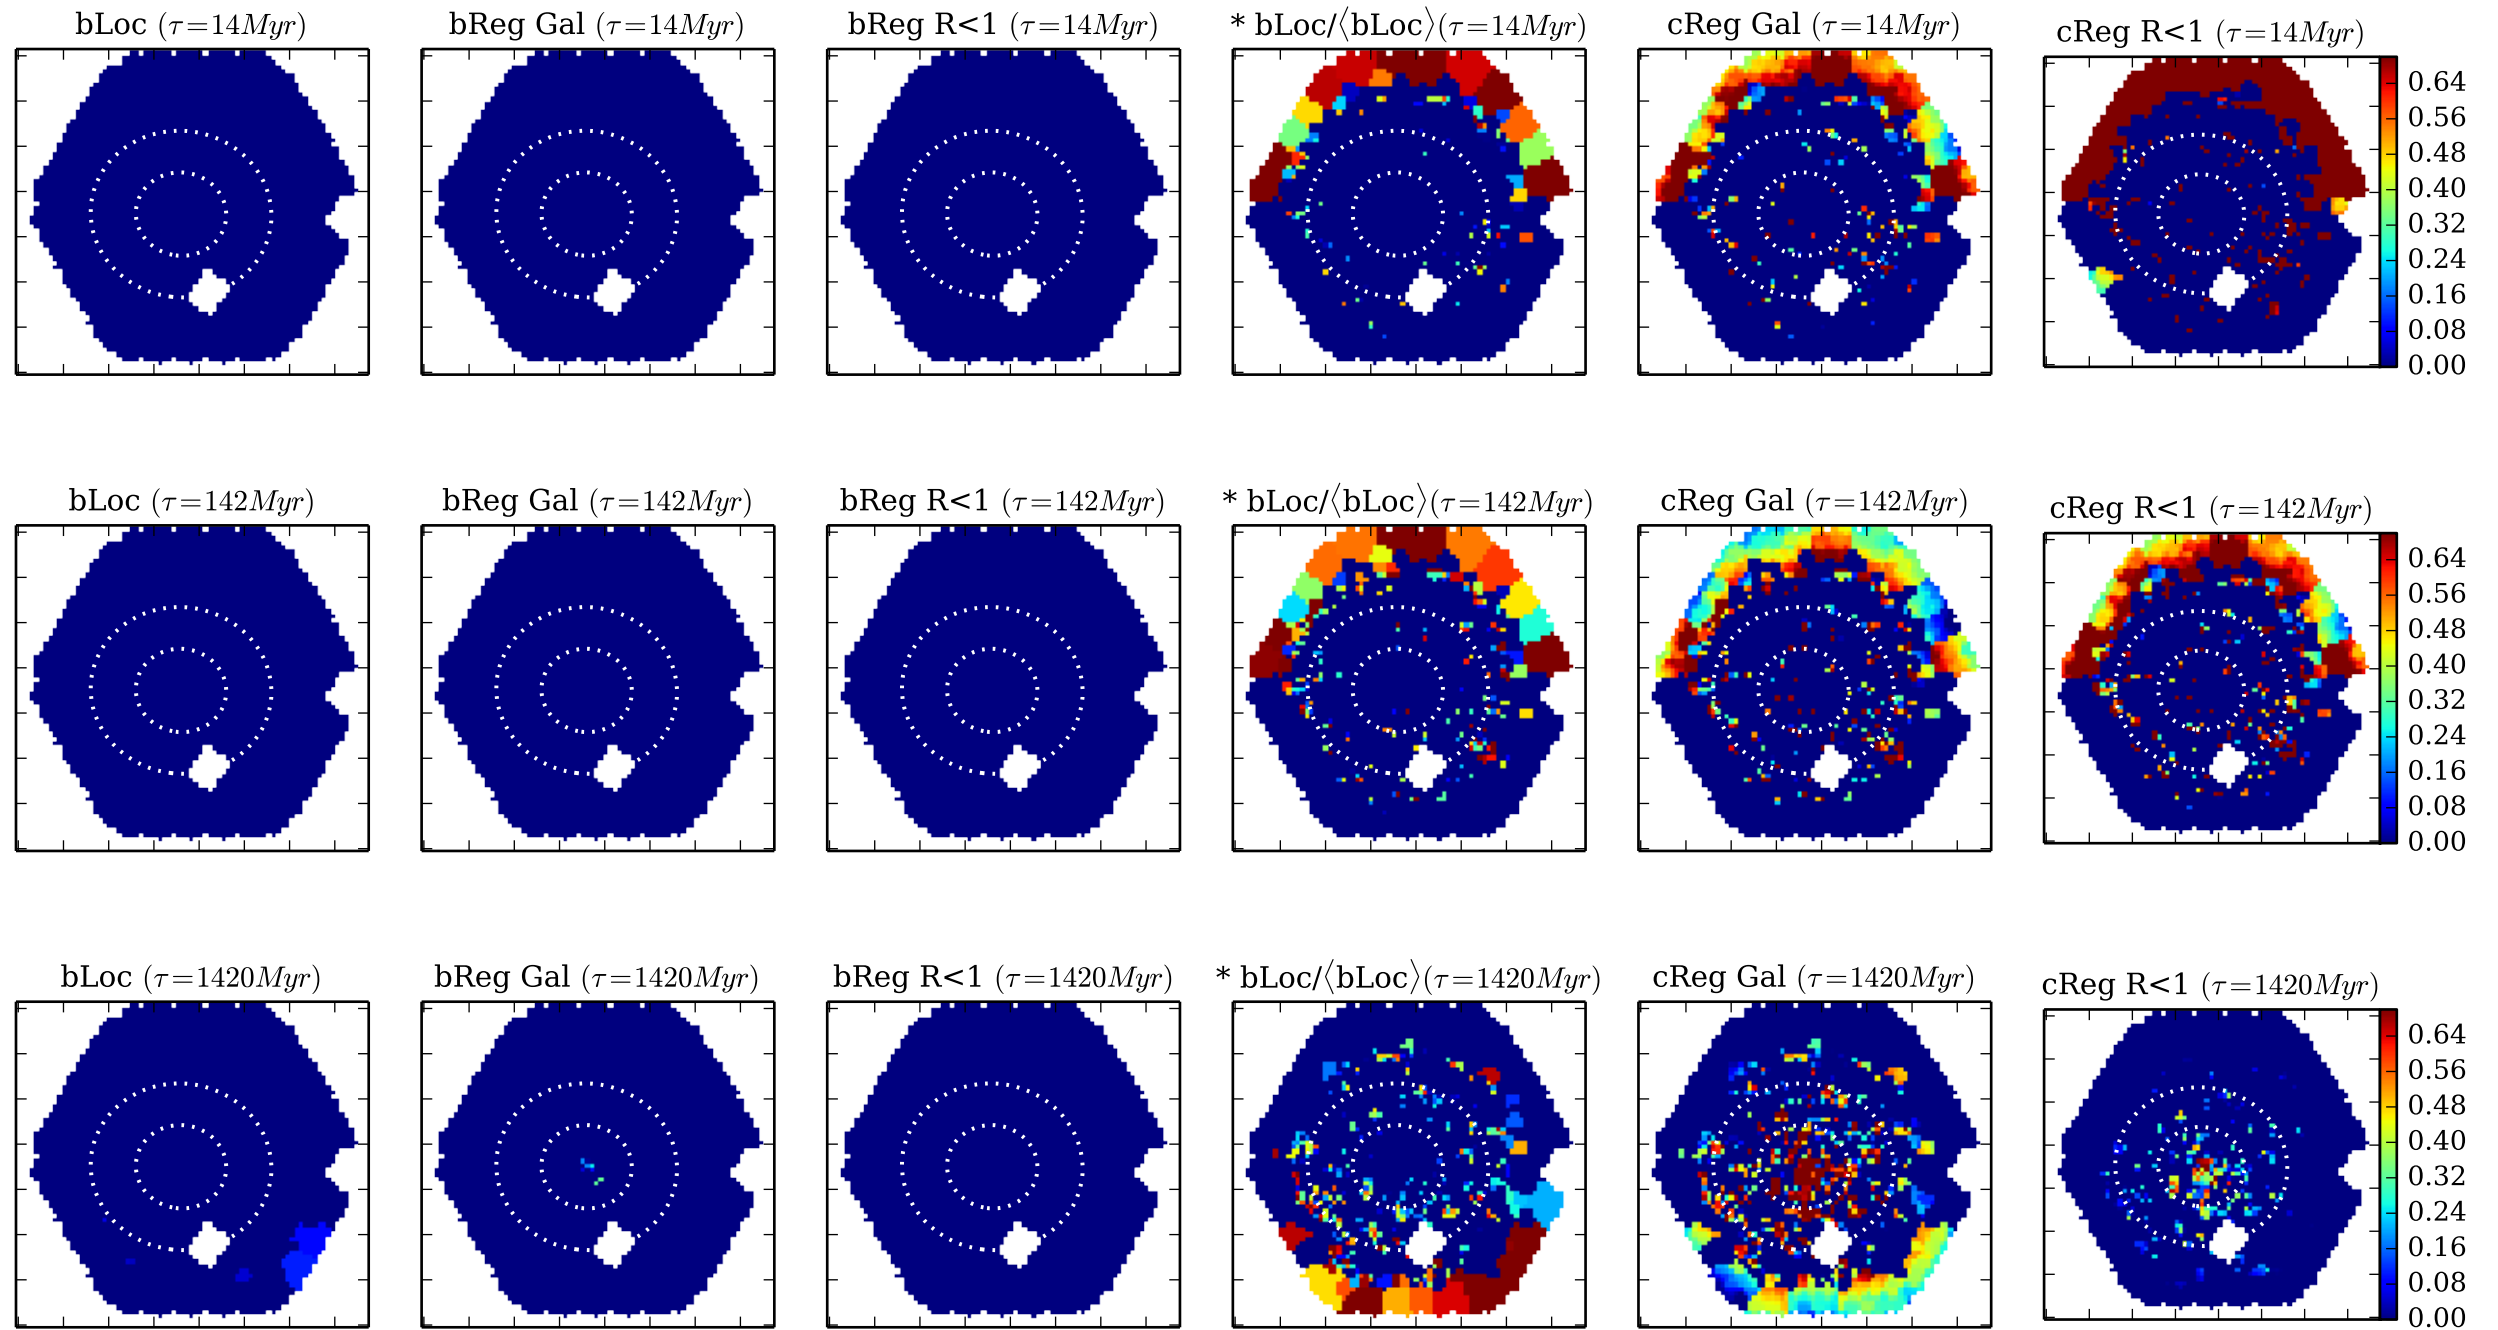 bLoc (τ=14Myr)
bReg Gal (τ=14Myr)
bReg R<1 (τ=14Myr)
* bLoc/⟨bLoc⟩(τ=14Myr)
cReg Gal (τ=14Myr)
cReg R<1 (τ=14Myr)
0.64
0.56
0.48
0.40
0.32
0.24
0.16
0.08
0.00
bLoc (τ=142Myr)
bReg Gal (τ=142Myr)
bReg R<1 (τ=142Myr)
* bLoc/⟨bLoc⟩(τ=142Myr)
cReg Gal (τ=142Myr)
cReg R<1 (τ=142Myr)
0.64
0.56
0.48
0.40
0.32
0.24
0.16
0.08
0.00
bLoc (τ=1420Myr)
bReg Gal (τ=1420Myr)
bReg R<1 (τ=1420Myr)
* bLoc/⟨bLoc⟩(τ=1420Myr)
cReg Gal (τ=1420Myr)
cReg R<1 (τ=1420Myr)
0.64
0.56
0.48
0.40
0.32
0.24
0.16
0.08
0.00